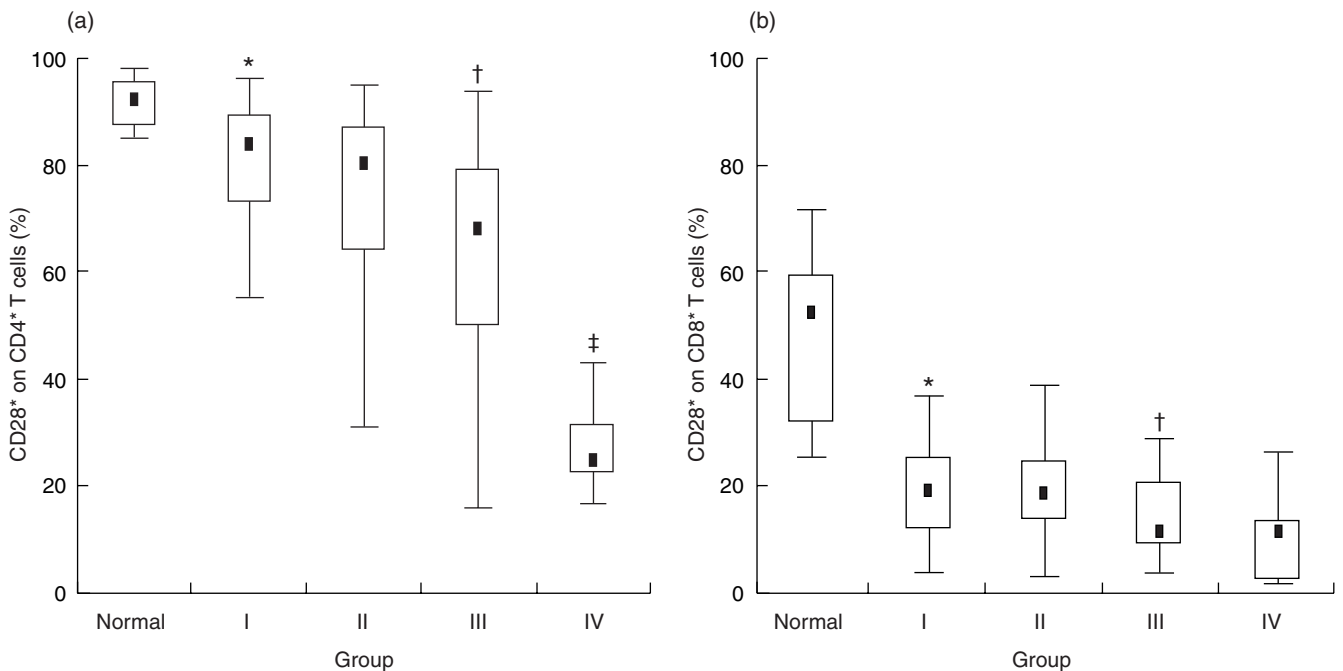 (a)
CD28* on CD4* T cells (%)
100
80
60
40
20
0
*
†
‡
Normal I II III IV
Group
(b)
CD28* on CD8* T cells (%)
100
80
60
40
20
0
*
†
Normal I II III IV
Group